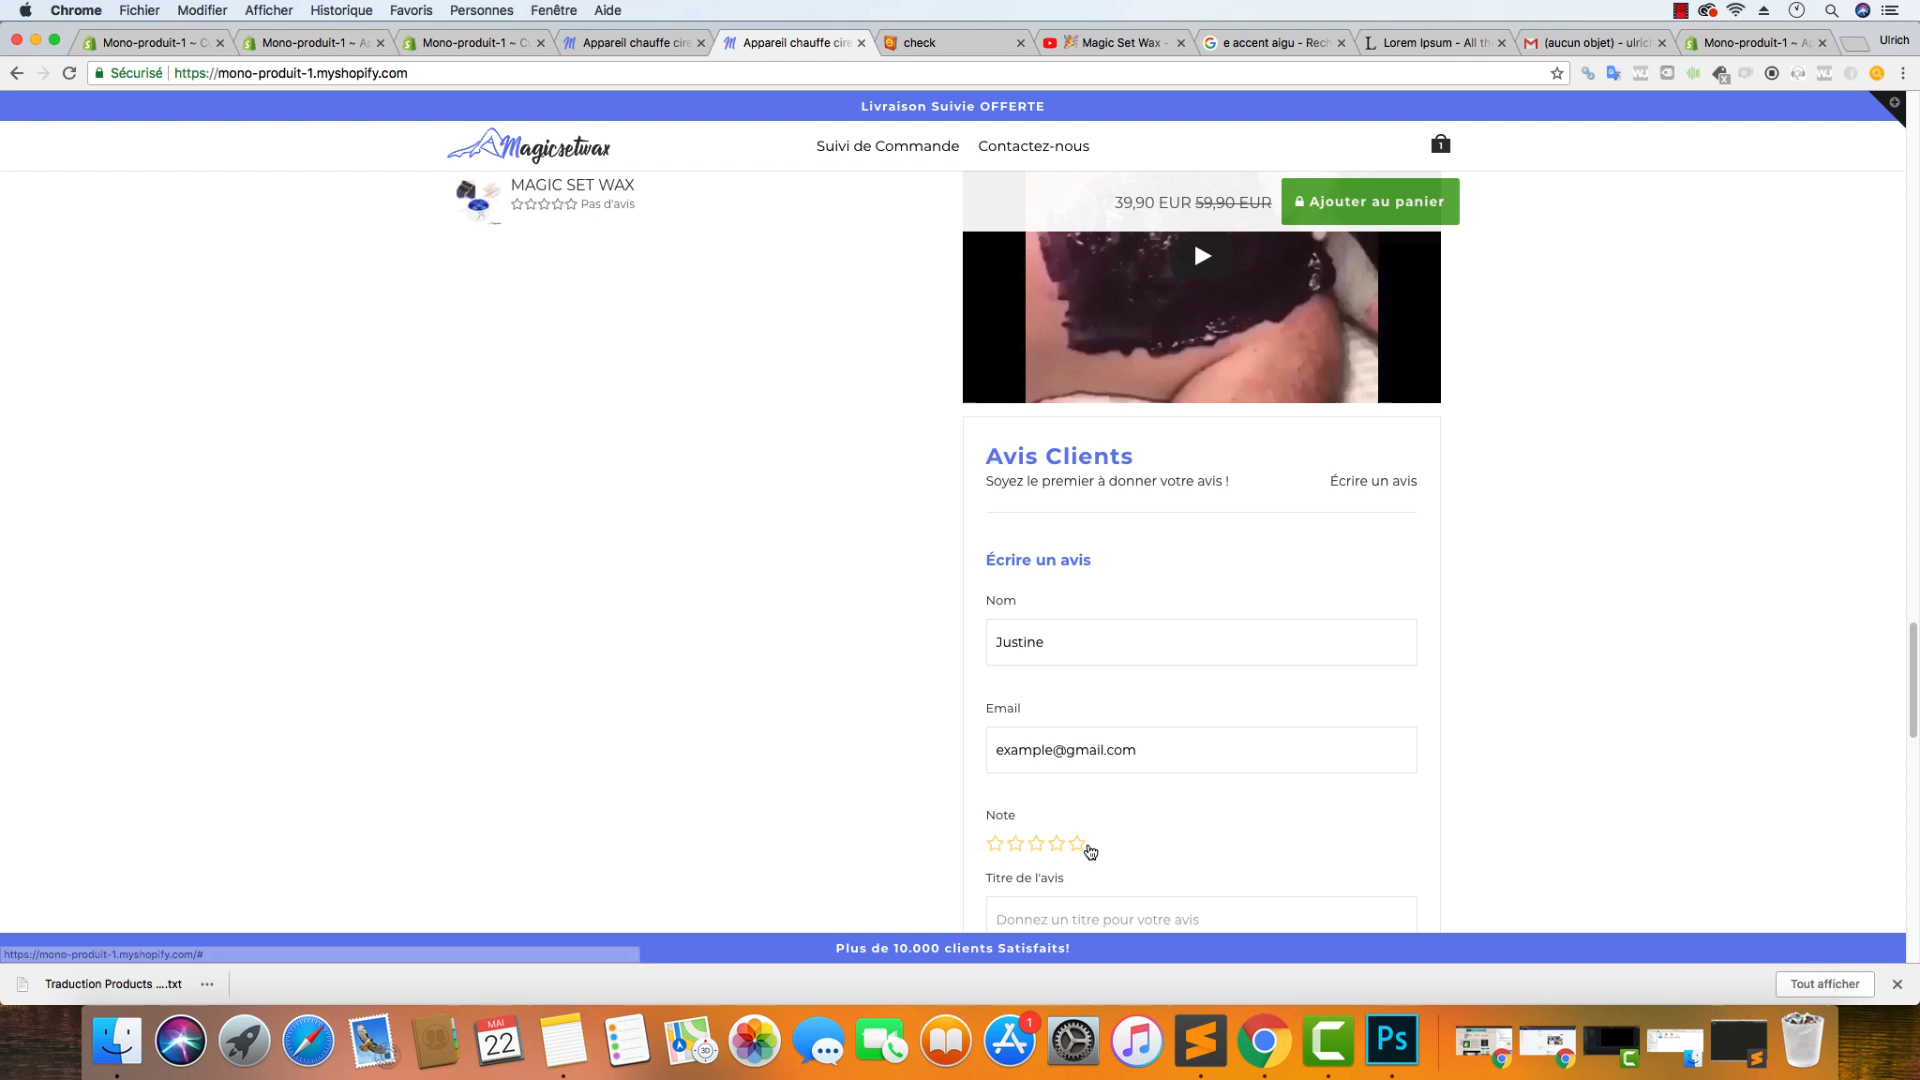 Chrome Fichier Modifier Afficher Historique Favoris Personnes Fenêtre Aide
Mono-produit-1 ~ C
Mono-produit-1 ~ A
Mono-produit-1 ~ C
Appareil chauffe cire
Appareil chauffe cire
check
Magic Set Wax -
e accent aigu - Rech
Lorem Ipsum - All th
(aucun objet) - ulric
Mono-produit-1 ~ A
Ulrich
Sécurisé https://mono-produit-1.myshopify.com
Livraison Suivie OFFERTE
Magicsetwax
Suivi de Commande Contactez-nous
1
MAGIC SET WAX
Pas d'avis
39,90 EUR 59,90 EUR Ajouter au panier
Avis Clients
Soyez le premier à donner votre avis ! Écrire un avis
Écrire un avis
Nom
Justine
Email
example@gmail.com
Note
Titre de l'avis
Donnez un titre pour votre avis
Plus de 10.000 clients Satisfaits!
https://mono-produit-1.myshopify.com/#
Traduction Products ....txt
Tout afficher
MAI
22
3D
1
Ps